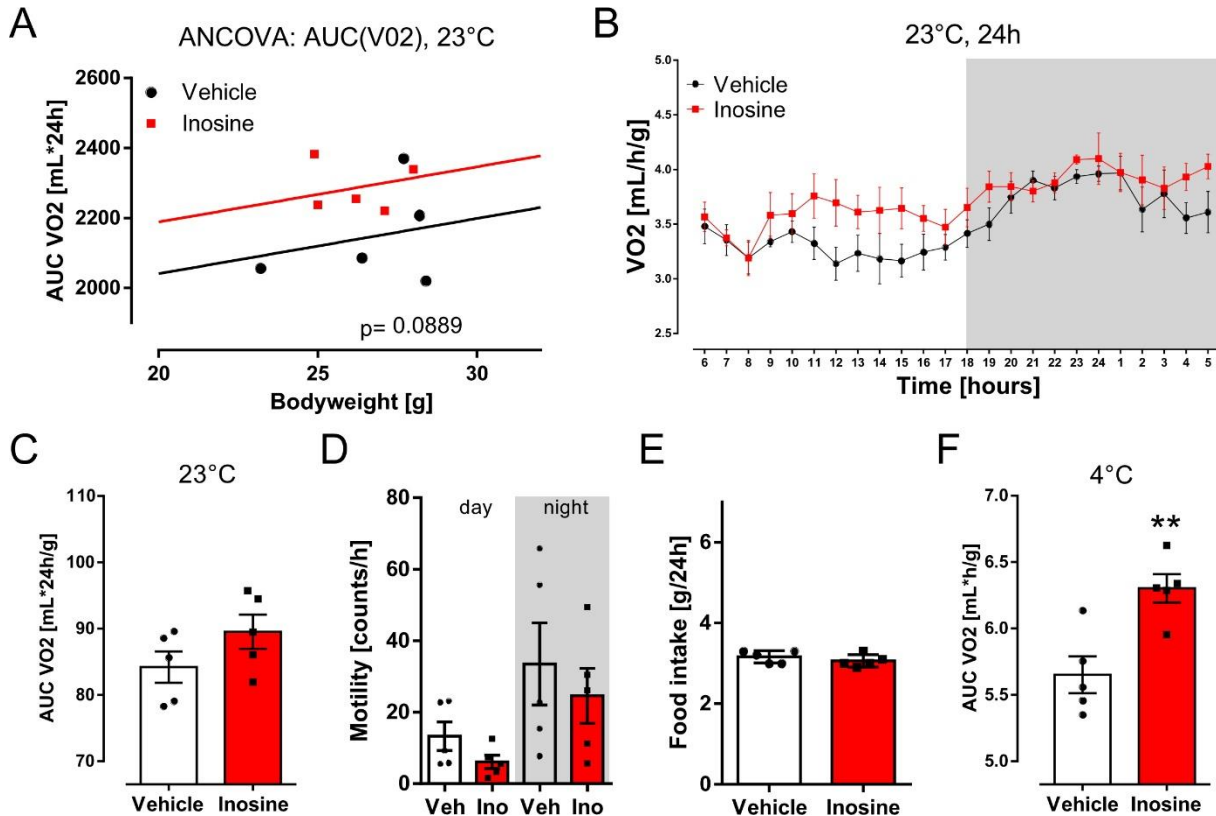 A
ANCOVA: AUC(V02), 23°C
Vehicle
Inosine
AUC VO2 [mL*24h]
2600
2400
2200
2000
p= 0.0889
20 25 30
Bodyweight [g]
B
23°C, 24h
Vehicle
Inosine
VO2 [mL/h/g]
5.0
4.5
4.0
3.5
3.0
2.5
6 7 8 9 10 11 12 13 14 15 16 17 18 19 20 21 22 23 24 1 2 3 4 5
Time [hours]
C
23°C
AUC VO2 [mL*24h/g]
110
100
90
80
70
Vehicle Inosine
D
day night
Motility [counts/h]
80
60
40
20
0
Veh Ino Veh Ino
E
Food intake [g/24h]
6
4
2
0
Vehicle Inosine
F
4°C
**
AUC VO2 [mL*h/g]
7.0
6.5
6.0
5.5
5.0
Vehicle Inosine